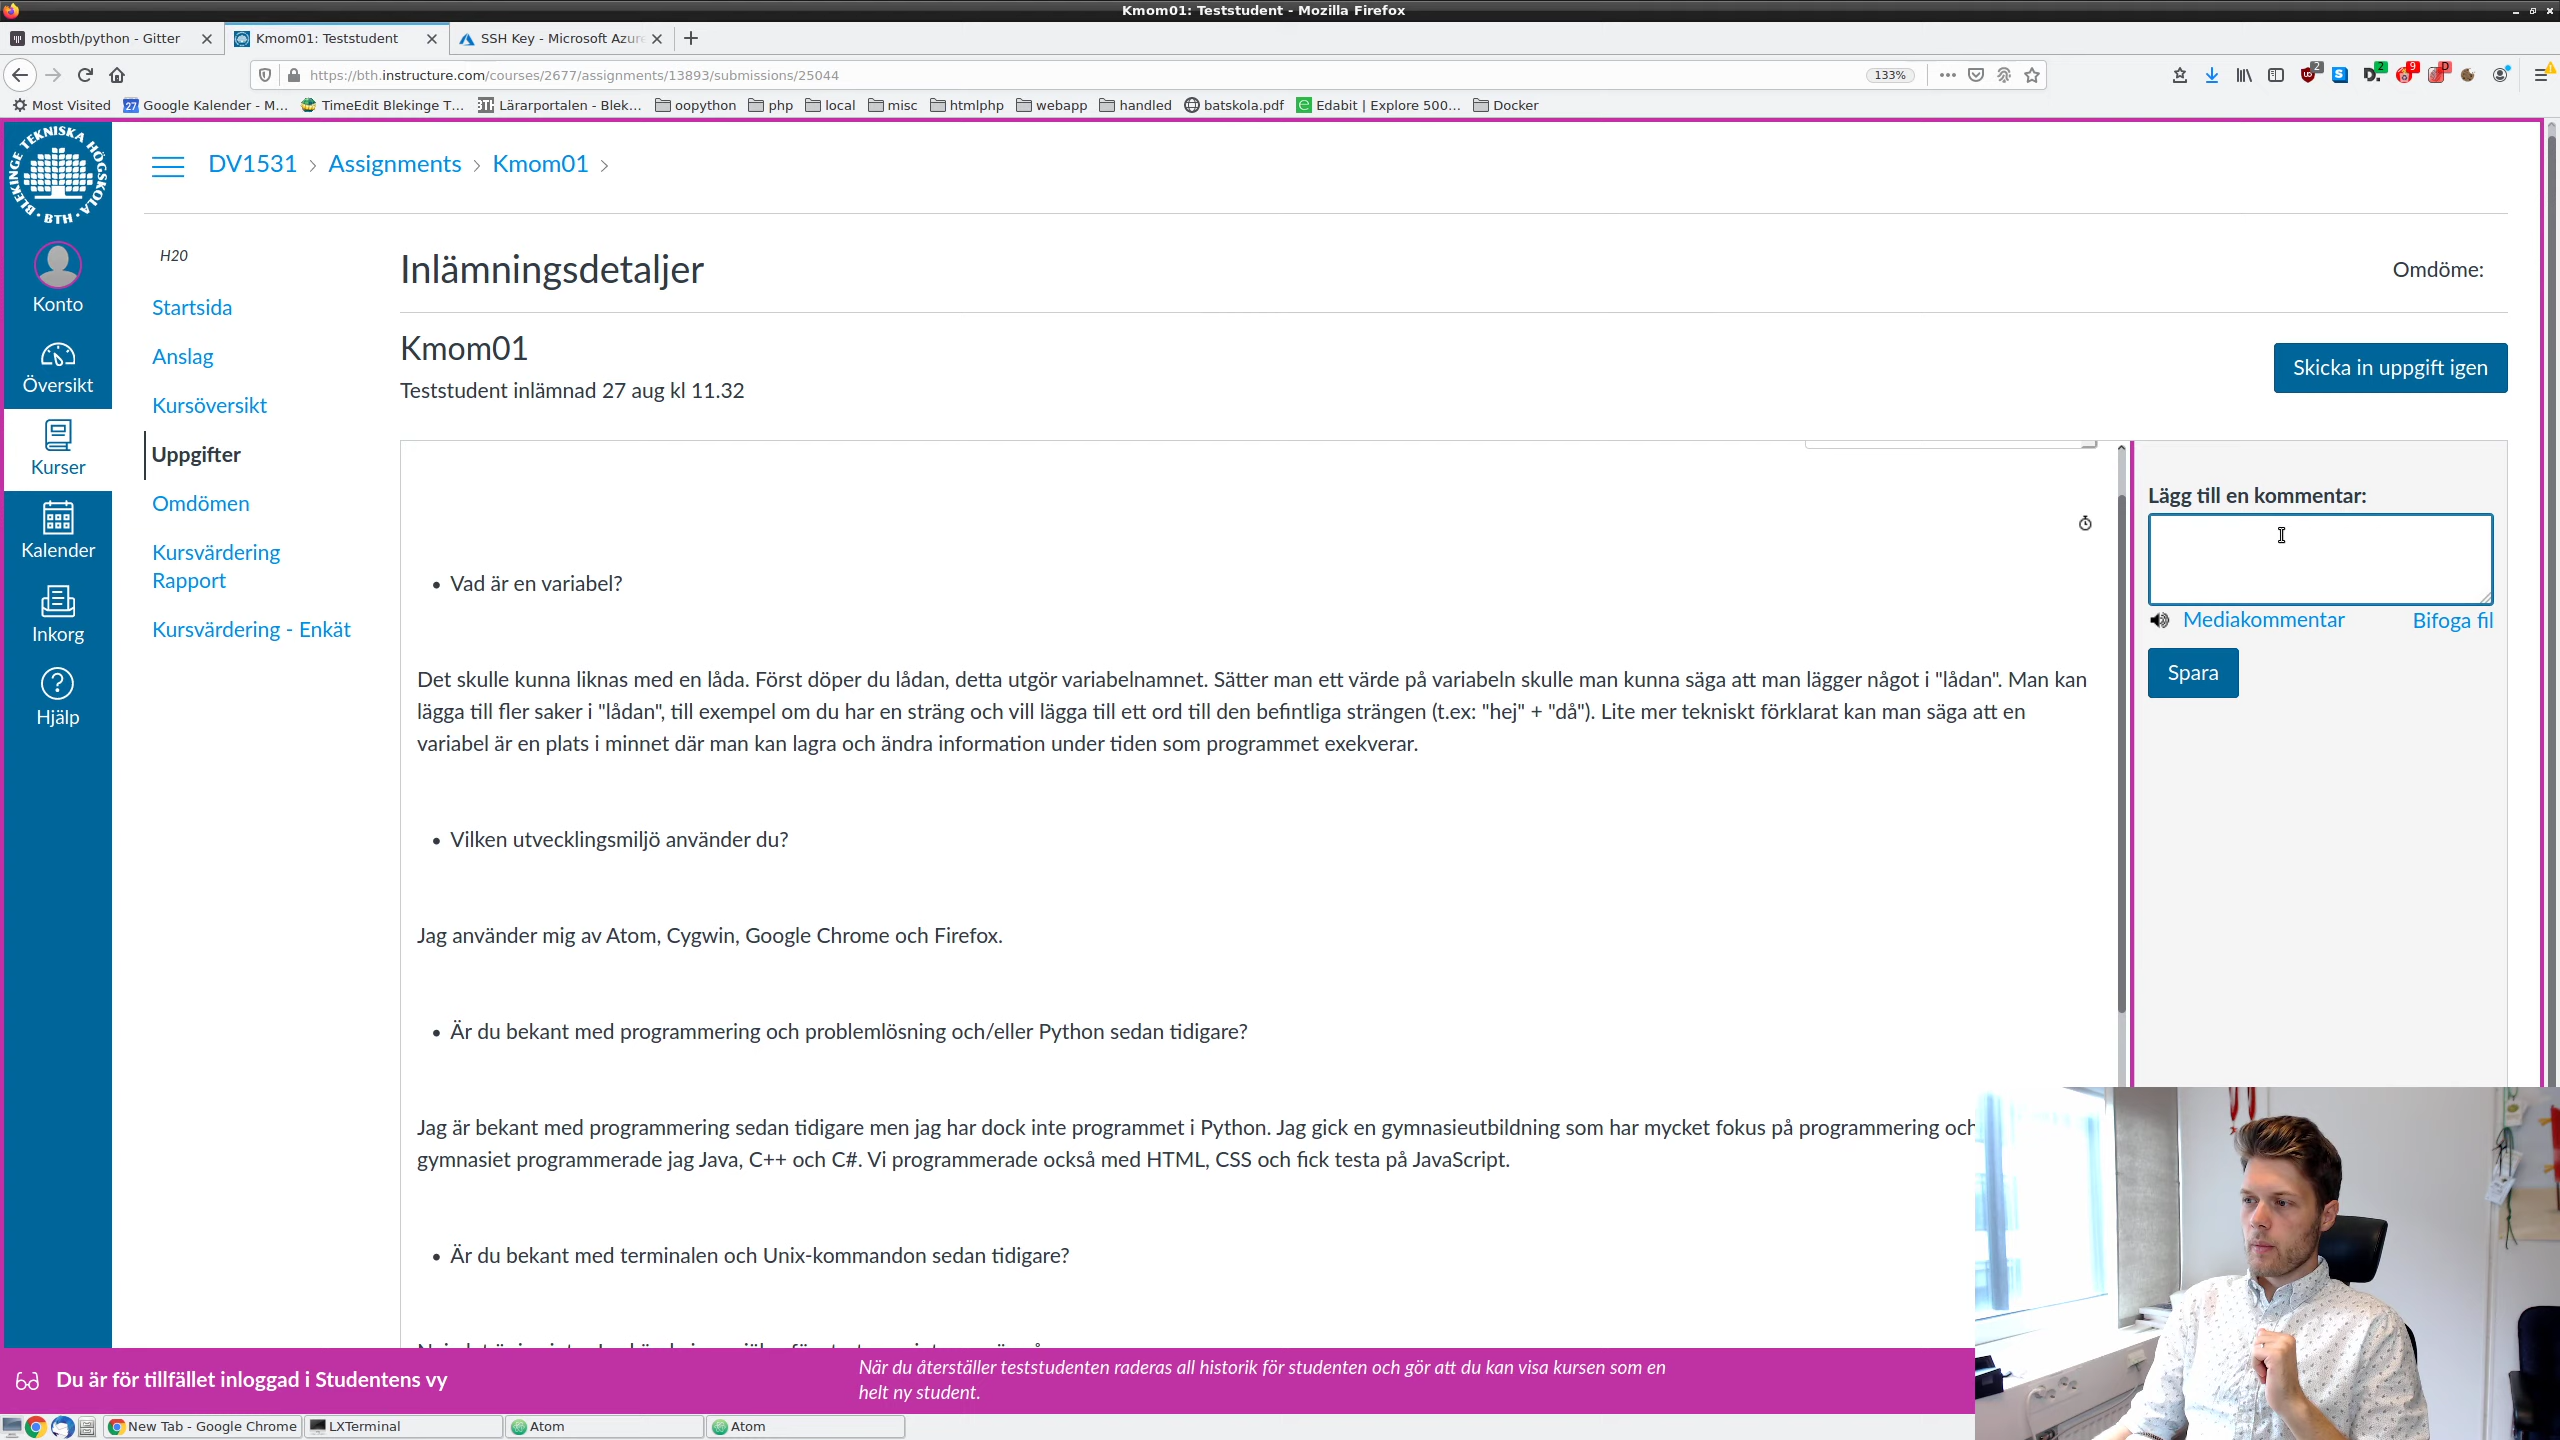 Kmom01: Teststudent - Mozilla Firefox
mosbth/python - Gitter
Kmom01: Teststudent
SSH Key - Microsoft Azure
https://bth.instructure.com/courses/2677/assignments/13893/submissions/25044
133%
2
2
9
D
Most Visited
27 Google Kalender - M...
TimeEdit Blekinge T...
BTH Lärarportalen - Blek...
oopython
php
local
misc
htmlphp
webapp
handled
batskola.pdf
Edabit | Explore 500...
Docker
BLEKINGE TEKNISKA HÖGSKOLA · BTH ·
Konto
Översikt
Kurser
Kalender
Inkorg
Hjälp
DV1531 › Assignments › Kmom01 ›
H20
Startsida
Anslag
Kursöversikt
Uppgifter
Omdömen
Kursvärdering
Rapport
Kursvärdering - Enkät
Inlämningsdetaljer
Omdöme:
Kmom01
Teststudent inlämnad 27 aug kl 11.32
Skicka in uppgift igen
• Vad är en variabel?
Det skulle kunna liknas med en låda. Först döper du lådan, detta utgör variabelnamnet. Sätter man ett värde på variabeln skulle man kunna säga att man lägger något i "lådan". Man kan
lägga till fler saker i "lådan", till exempel om du har en sträng och vill lägga till ett ord till den befintliga strängen (t.ex: "hej" + "då"). Lite mer tekniskt förklarat kan man säga att en
variabel är en plats i minnet där man kan lagra och ändra information under tiden som programmet exekverar.
• Vilken utvecklingsmiljö använder du?
Jag använder mig av Atom, Cygwin, Google Chrome och Firefox.
• Är du bekant med programmering och problemlösning och/eller Python sedan tidigare?
Jag är bekant med programmering sedan tidigare men jag har dock inte programmet i Python. Jag gick en gymnasieutbildning som har mycket fokus på programmering och
gymnasiet programmerade jag Java, C++ och C#. Vi programmerade också med HTML, CSS och fick testa på JavaScript.
• Är du bekant med terminalen och Unix-kommandon sedan tidigare?
Lägg till en kommentar:
Mediakommentar
Bifoga fil
Spara
Du är för tillfället inloggad i Studentens vy
När du återställer teststudenten raderas all historik för studenten och gör att du kan visa kursen som en
helt ny student.
New Tab - Google Chrome
LXTerminal
Atom
Atom